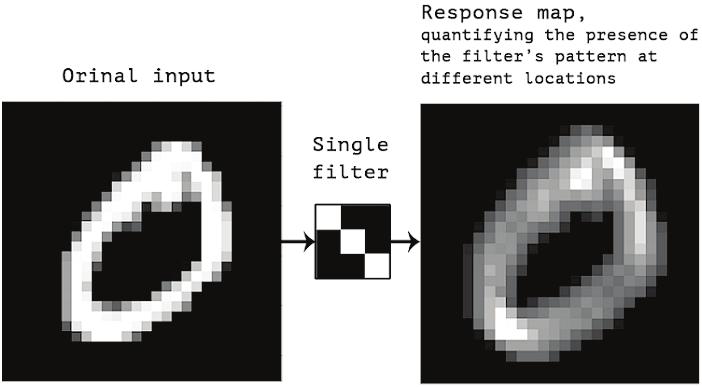 Response map,
quantifying the presence of
the filter's pattern at
different locations
Orinal input
Single
filter